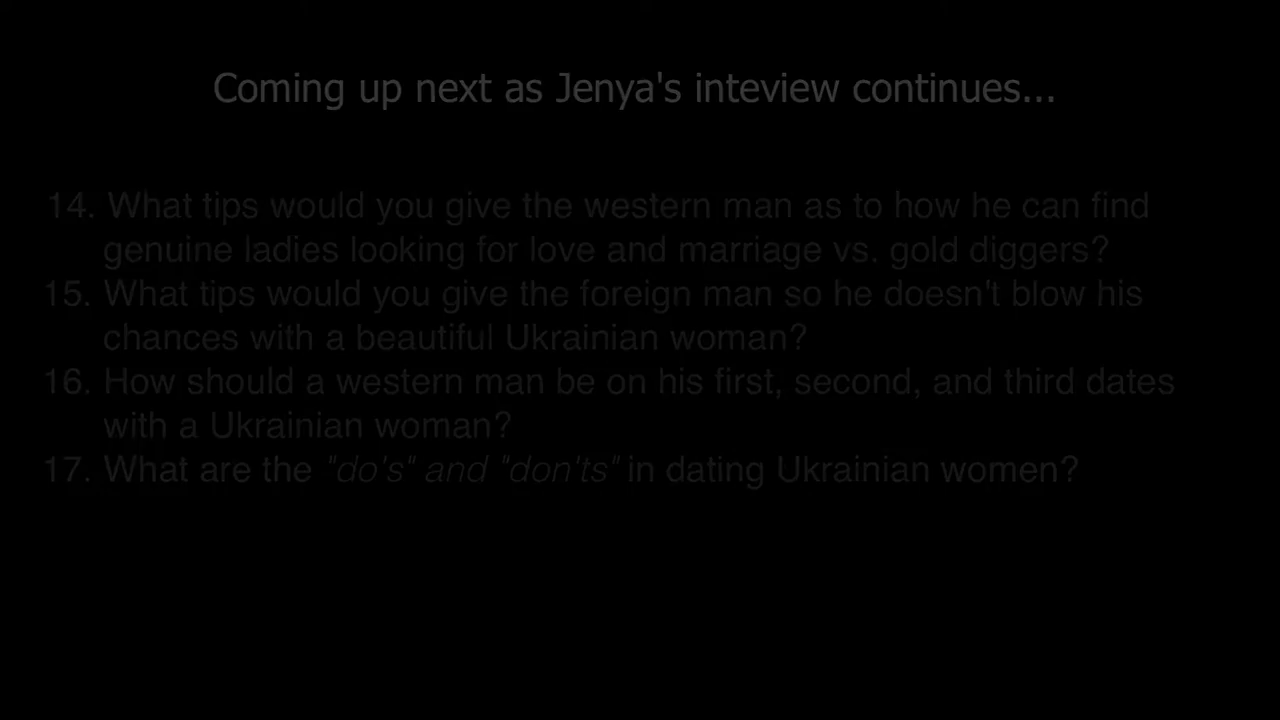 Coming up next as Jenya's inteview continues...
14. What tips would you give the western man as to how he can find
genuine ladies looking for love and marriage vs. gold diggers?
15. What tips would you give the foreign man so he doesn't blow his
chances with a beautiful Ukrainian woman?
16. How should a western man be on his first, second, and third dates
with a Ukrainian woman?
17. What are the "do's" and "don'ts" in dating Ukrainian women?